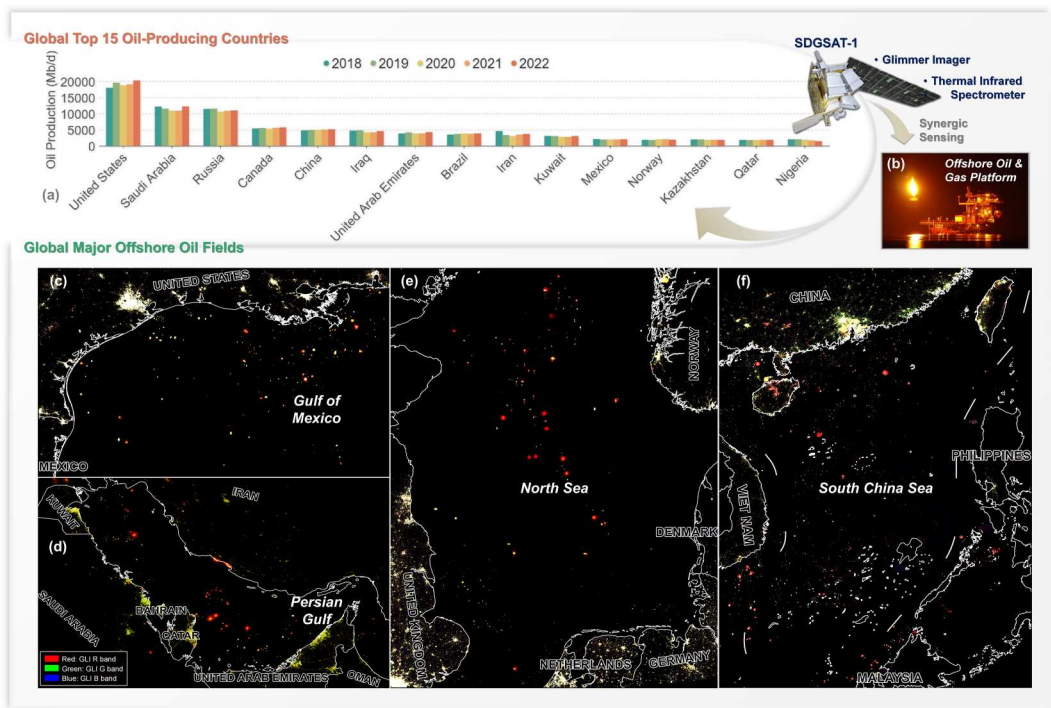 Global Top 15 Oil-Producing Countries
Oil Production (Mb/d)
2018 2019 2020 2021 2022
20000
15000
10000
5000
0
United States
Saudi Arabia
Russia
Canada
China
Iraq
United Arab Emirates
Brazil
Iran
Kuwait
Mexico
Norway
Kazakhstan
Qatar
Nigeria
(a)
SDGSAT-1
• Glimmer Imager
• Thermal Infrared
Spectrometer
Synergic
Sensing
(b)
Offshore Oil &
Gas Platform
Global Major Offshore Oil Fields
(c)
UNITED STATES
Gulf of
Mexico
MEXICO
(d)
KUWAIT
IRAN
SAUDI ARABIA
BAHRAIN
QATAR
Persian
Gulf
UNITED ARAB EMIRATES
OMAN
Red: GLI R band
Green: GLI G band
Blue: GLI B band
(e)
NORWAY
North Sea
DENMARK
UNITED KINGDOM
NETHERLANDS
GERMANY
(f)
CHINA
PHILIPPINES
South China Sea
VIET NAM
MALAYSIA